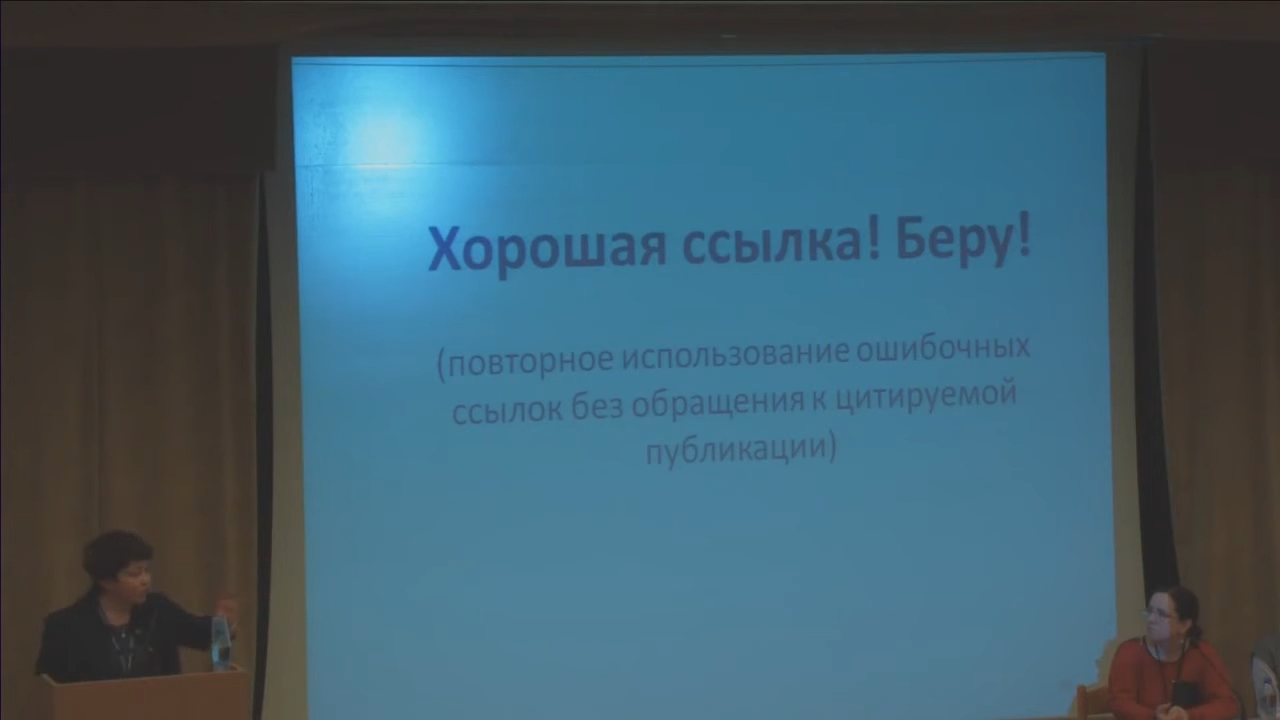 Хорошая ссылка! Беру!
(повторное использование ошибочных
ссылок без обращения к цитируемой
публикации)